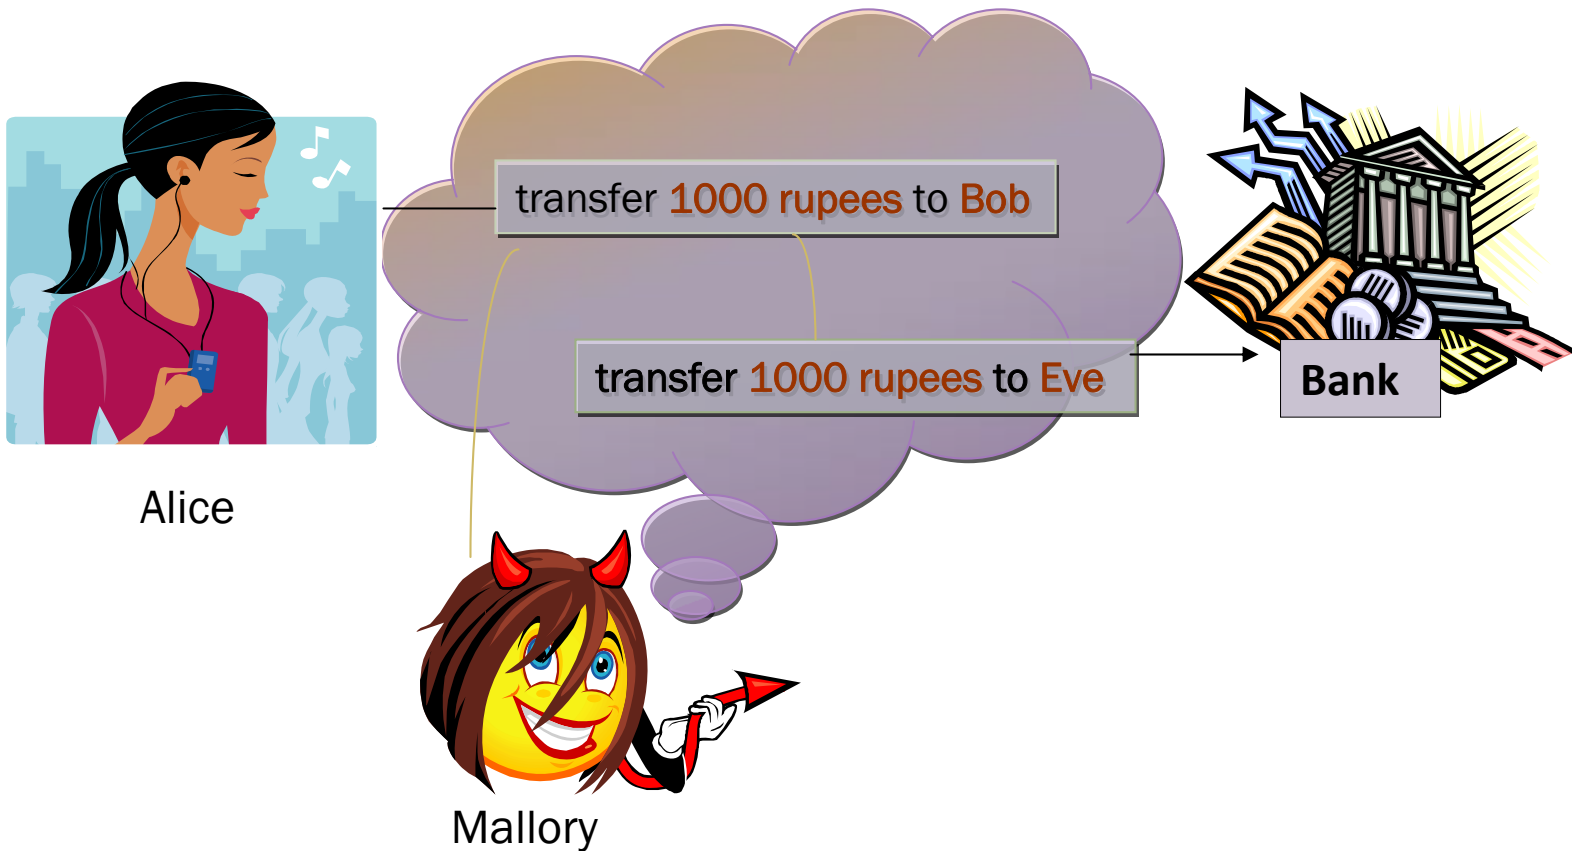 transfer 1000 rupees to Bob
transfer 1000 rupees to Eve
Bank
Alice
Mallory